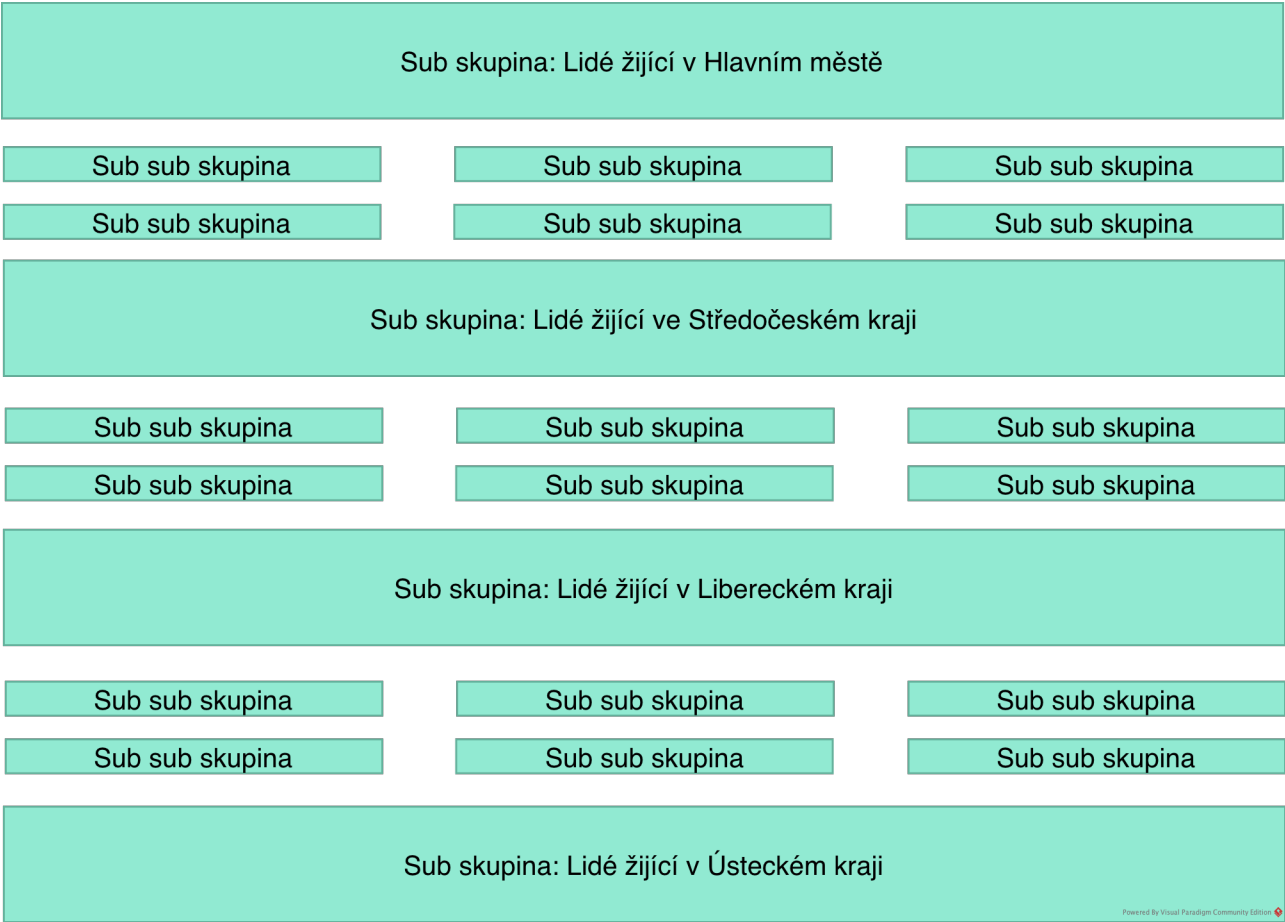 Sub skupina: Lidé žijící v Hlavním městě
Sub sub skupina Sub sub skupina Sub sub skupina
Sub sub skupina Sub sub skupina Sub sub skupina
Sub skupina: Lidé žijící ve Středočeském kraji
Sub sub skupina Sub sub skupina Sub sub skupina
Sub sub skupina Sub sub skupina Sub sub skupina
Sub skupina: Lidé žijící v Libereckém kraji
Sub sub skupina Sub sub skupina Sub sub skupina
Sub sub skupina Sub sub skupina Sub sub skupina
Sub skupina: Lidé žijící v Ústeckém kraji
Powered By Visual Paradigm Community Edition